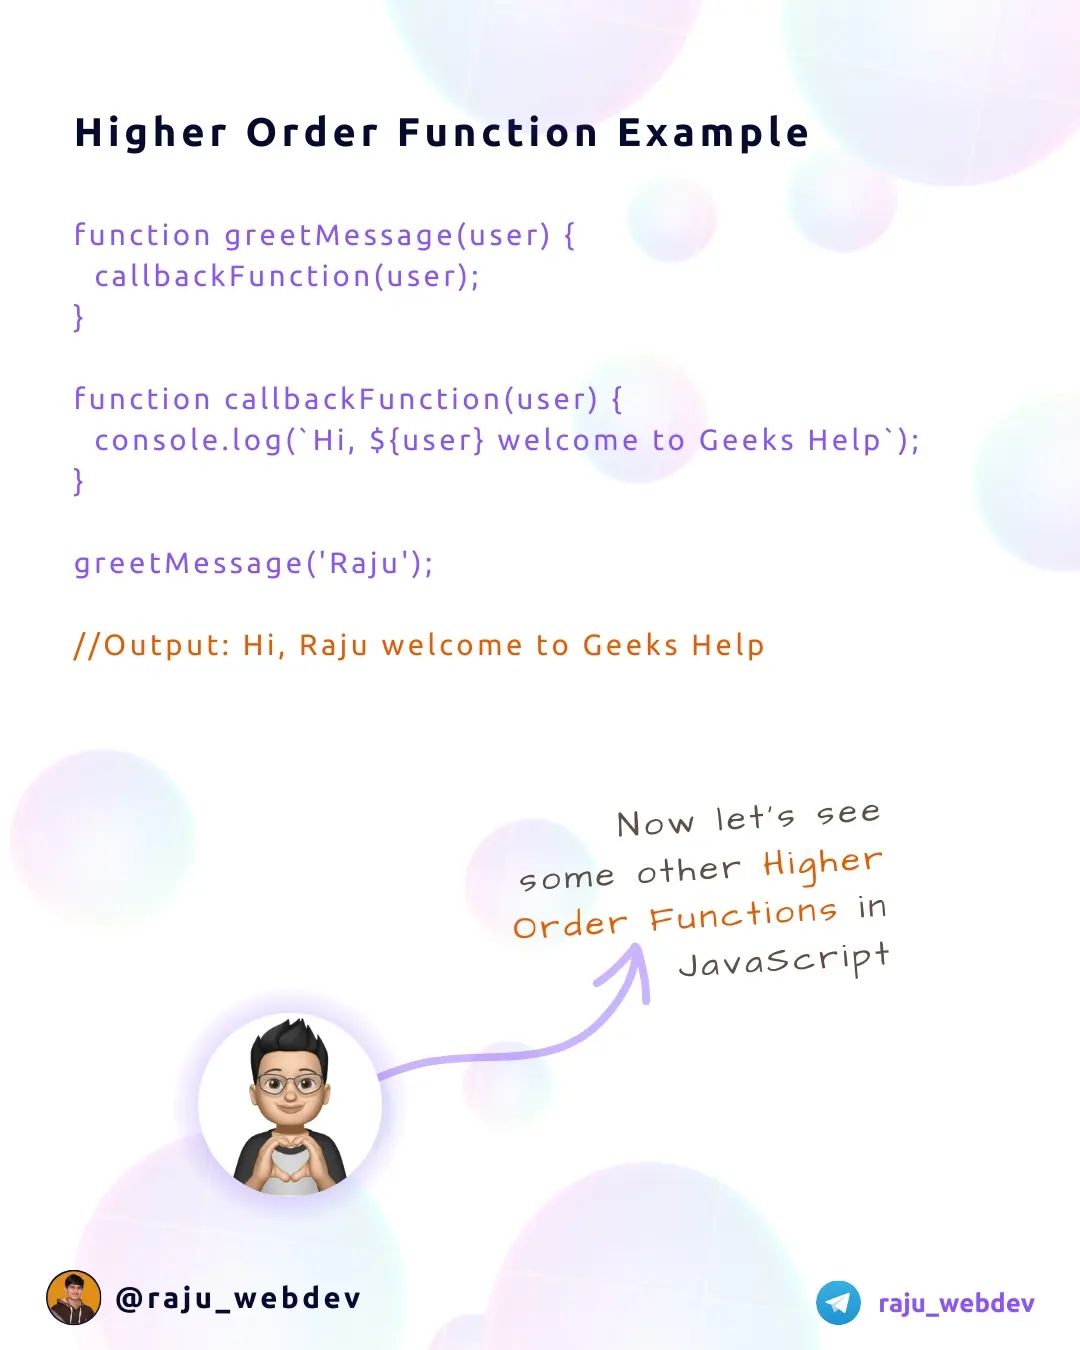 Higher Order Function Example
function greetMessage(user) {
  callbackFunction(user);
}
function callbackFunction(user) {
  console.log(`Hi, ${user} welcome to Geeks Help`);
}
greetMessage('Raju');
//Output: Hi, Raju welcome to Geeks Help
Now let's see
some other Higher
Order Functions in
JavaScript
@raju_webdev
raju_webdev